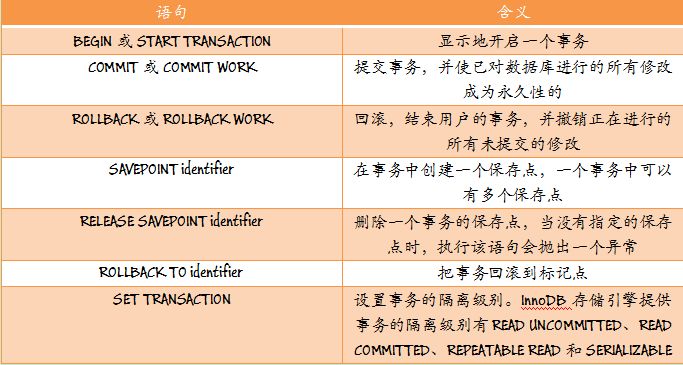 语句 含义
BEGIN 或 START TRANSACTION 显示地开启一个事务
COMMIT 或 COMMIT WORK 提交事务，并使已对数据库进行的所有修改
成为永久性的
ROLLBACK 或 ROLLBACK WORK 回滚，结束用户的事务，并撤销正在进行的
所有未提交的修改
SAVEPOINT identifier 在事务中创建一个保存点，一个事务中可以
有多个保存点
RELEASE SAVEPOINT identifier 删除一个事务的保存点，当没有指定的保存
点时，执行该语句会抛出一个异常
ROLLBACK TO identifier 把事务回滚到标记点
SET TRANSACTION 设置事务的隔离级别。InnoDB 存储引擎提供
事务的隔离级别有 READ UNCOMMITTED、READ
COMMITTED、REPEATABLE READ 和 SERIALIZABLE